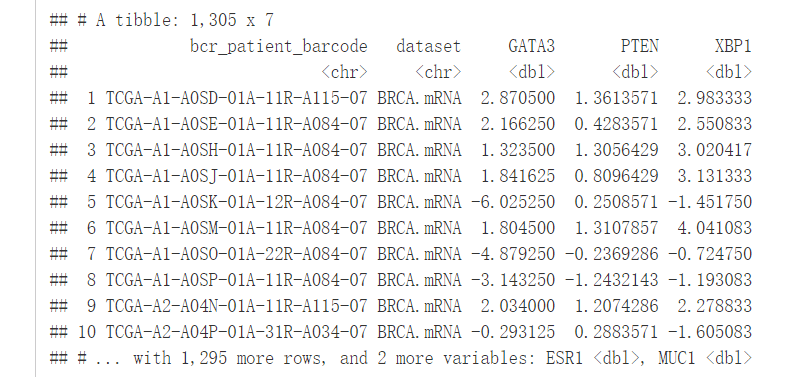 ## # A tibble: 1,305 x 7
##              bcr_patient_barcode   dataset     GATA3      PTEN      XBP1
##                            <chr>     <chr>     <dbl>     <dbl>     <dbl>
##  1 TCGA-A1-A0SD-01A-11R-A115-07 BRCA.mRNA  2.870500  1.3613571  2.983333
##  2 TCGA-A1-A0SE-01A-11R-A084-07 BRCA.mRNA  2.166250  0.4283571  2.550833
##  3 TCGA-A1-A0SH-01A-11R-A084-07 BRCA.mRNA  1.323500  1.3056429  3.020417
##  4 TCGA-A1-A0SJ-01A-11R-A084-07 BRCA.mRNA  1.841625  0.8096429  3.131333
##  5 TCGA-A1-A0SK-01A-12R-A084-07 BRCA.mRNA -6.025250  0.2508571 -1.451750
##  6 TCGA-A1-A0SM-01A-11R-A084-07 BRCA.mRNA  1.804500  1.3107857  4.041083
##  7 TCGA-A1-A0SO-01A-22R-A084-07 BRCA.mRNA -4.879250 -0.2369286 -0.724750
##  8 TCGA-A1-A0SP-01A-11R-A084-07 BRCA.mRNA -3.143250 -1.2432143 -1.193083
##  9 TCGA-A2-A04N-01A-11R-A115-07 BRCA.mRNA  2.034000  1.2074286  2.278833
## 10 TCGA-A2-A04P-01A-31R-A034-07 BRCA.mRNA -0.293125  0.2883571 -1.605083
## # ... with 1,295 more rows, and 2 more variables: ESR1 <dbl>, MUC1 <dbl>